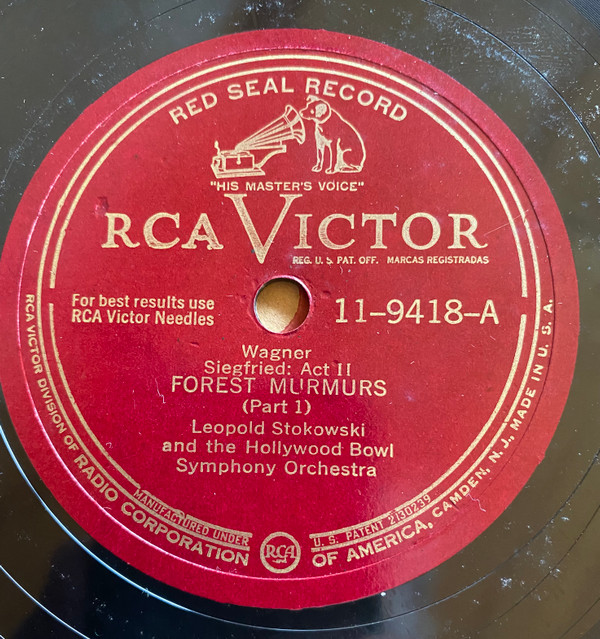 RED SEAL RECORD
"HIS MASTER'S VOICE"
RCA VICTOR
REG. U. S. PAT. OFF. MARCAS REGISTRADAS
For best results use
RCA Victor Needles
11-9418-A
Wagner
Siegfried: Act II
FOREST MURMURS
(Part 1)
Leopold Stokowski
and the Hollywood Bowl
Symphony Orchestra
MANUFACTURED UNDER
U. S. PATENT 2130239
RCA VICTOR DIVISION OF RADIO CORPORATION
RCA
OF AMERICA, CAMDEN, N. J., MADE IN U. S. A.